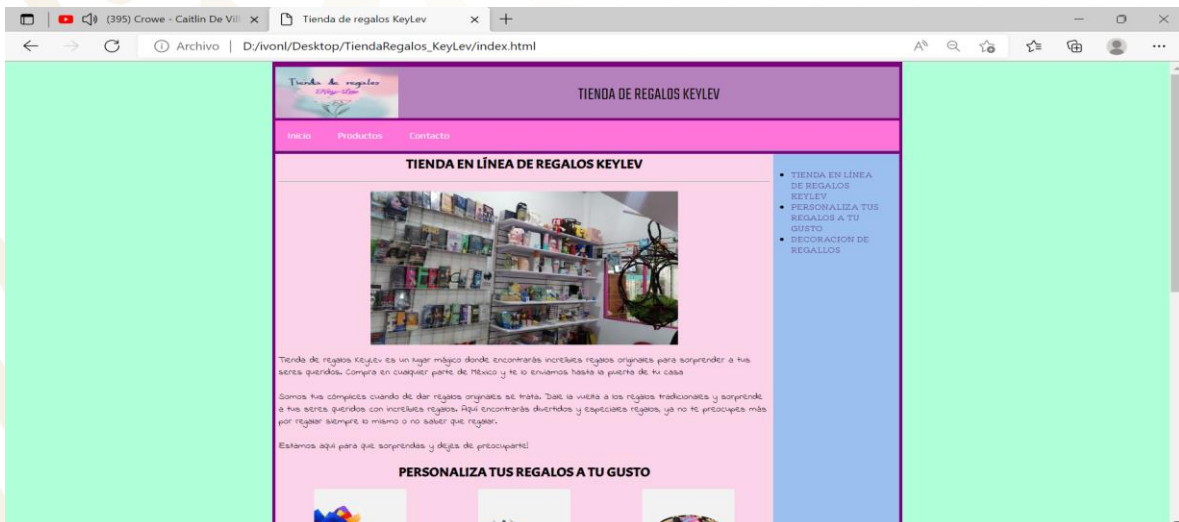 (395) Crowe - Caitlin De Vil
Tienda de regalos KeyLev
Archivo | D:/ivonl/Desktop/TiendaRegalos_KeyLev/index.html
Tienda de regalos
TIENDA DE REGALOS KEYLEV
Inicio Productos Contacto
TIENDA EN LÍNEA DE REGALOS KEYLEV
Tienda de regalos KeyLev es un lugar mágico donde encontrarás increíbles regalos originales para sorprender a tus
seres queridos. Compra en cualquier parte de México y te lo enviamos hasta la puerta de tu casa
Somos tus cómplices cuando de dar regalos originales se trata. Dale la vuelta a los regalos tradicionales y sorprende
a tus seres queridos con increíbles regalos. Aquí encontrarás divertidos y especiales regalos, ya no te preocupes más
por regalar siempre lo mismo o no saber que regalar.
Estamos aquí para que sorprendas y dejes de preocuparte!
PERSONALIZA TUS REGALOS A TU GUSTO
TIENDA EN LÍNEA
DE REGALOS
KEYLEV
PERSONALIZA TUS
REGALOS A TU
GUSTO
DECORACION DE
REGALLOS